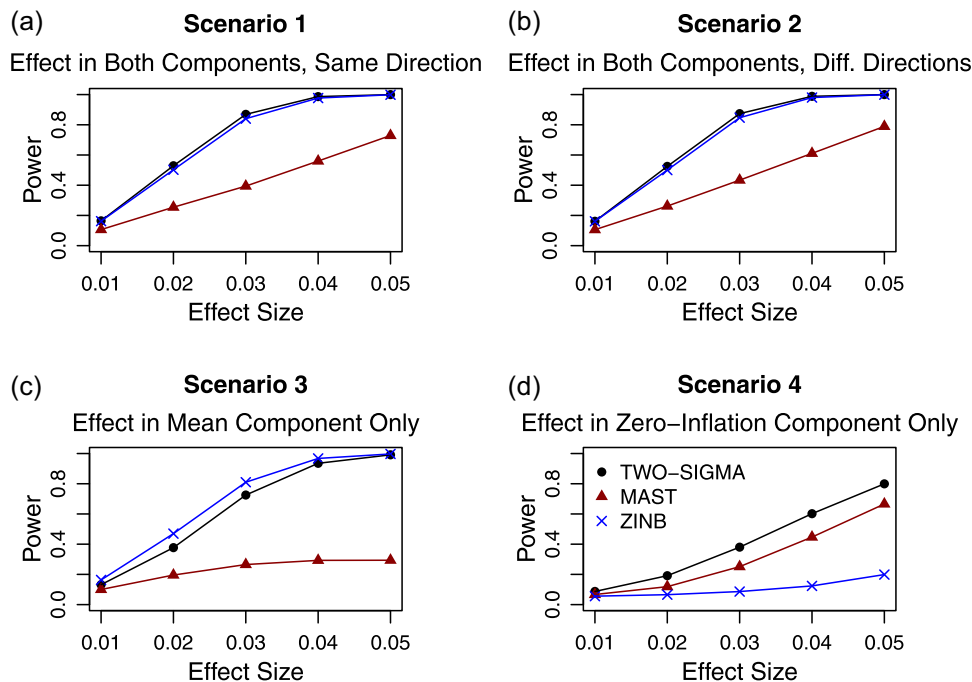 (a) Scenario 1
Effect in Both Components, Same Direction
Power
0.0 0.4 0.8
0.01 0.02 0.03 0.04 0.05
Effect Size
(b) Scenario 2
Effect in Both Components, Diff. Directions
Power
0.0 0.4 0.8
0.01 0.02 0.03 0.04 0.05
Effect Size
(c) Scenario 3
Effect in Mean Component Only
Power
0.0 0.4 0.8
0.01 0.02 0.03 0.04 0.05
Effect Size
(d) Scenario 4
Effect in Zero−Inflation Component Only
Power
0.0 0.4 0.8
TWO−SIGMA
MAST
ZINB
0.01 0.02 0.03 0.04 0.05
Effect Size